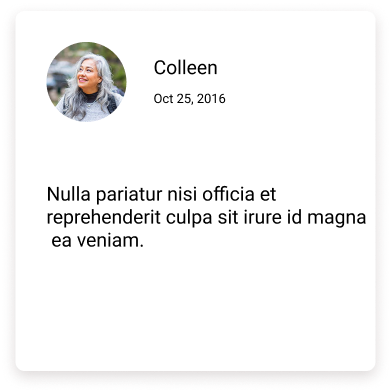 Colleen
Oct 25, 2016
Nulla pariatur nisi officia et
reprehenderit culpa sit irure id magna
ea veniam.